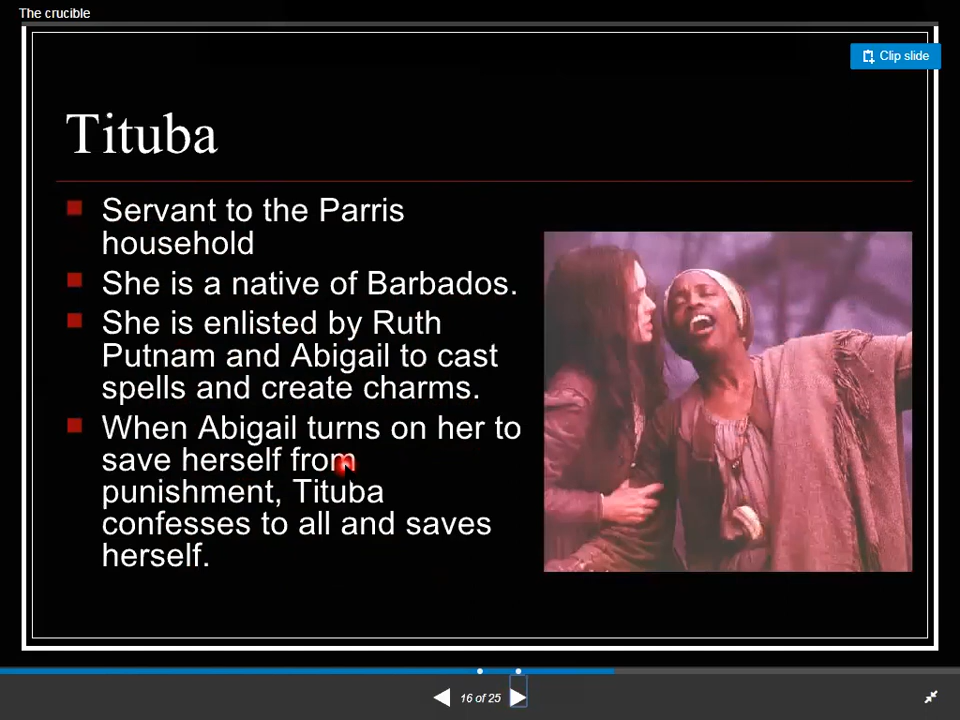 The crucible
Clip slide
Tituba
Servant to the Parris
household
She is a native of Barbados.
She is enlisted by Ruth
Putnam and Abigail to cast
spells and create charms.
When Abigail turns on her to
save herself from
punishment, Tituba
confesses to all and saves
herself.
16 of 25